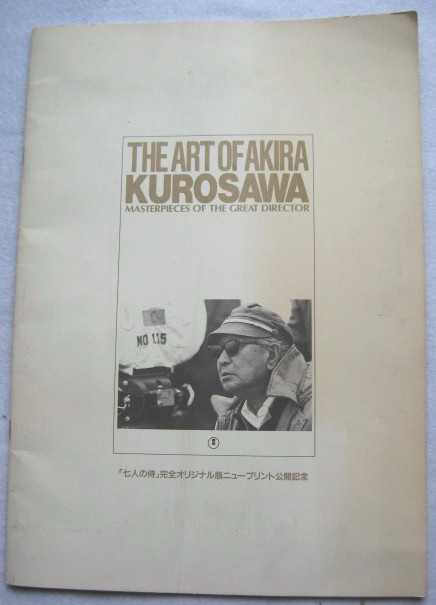 THE ART OF AKIRA
KUROSAWA
MASTERPIECES OF THE GREAT DIRECTOR
NO 115
「七人の侍」完全オリジナル版ニュープリント公開記念